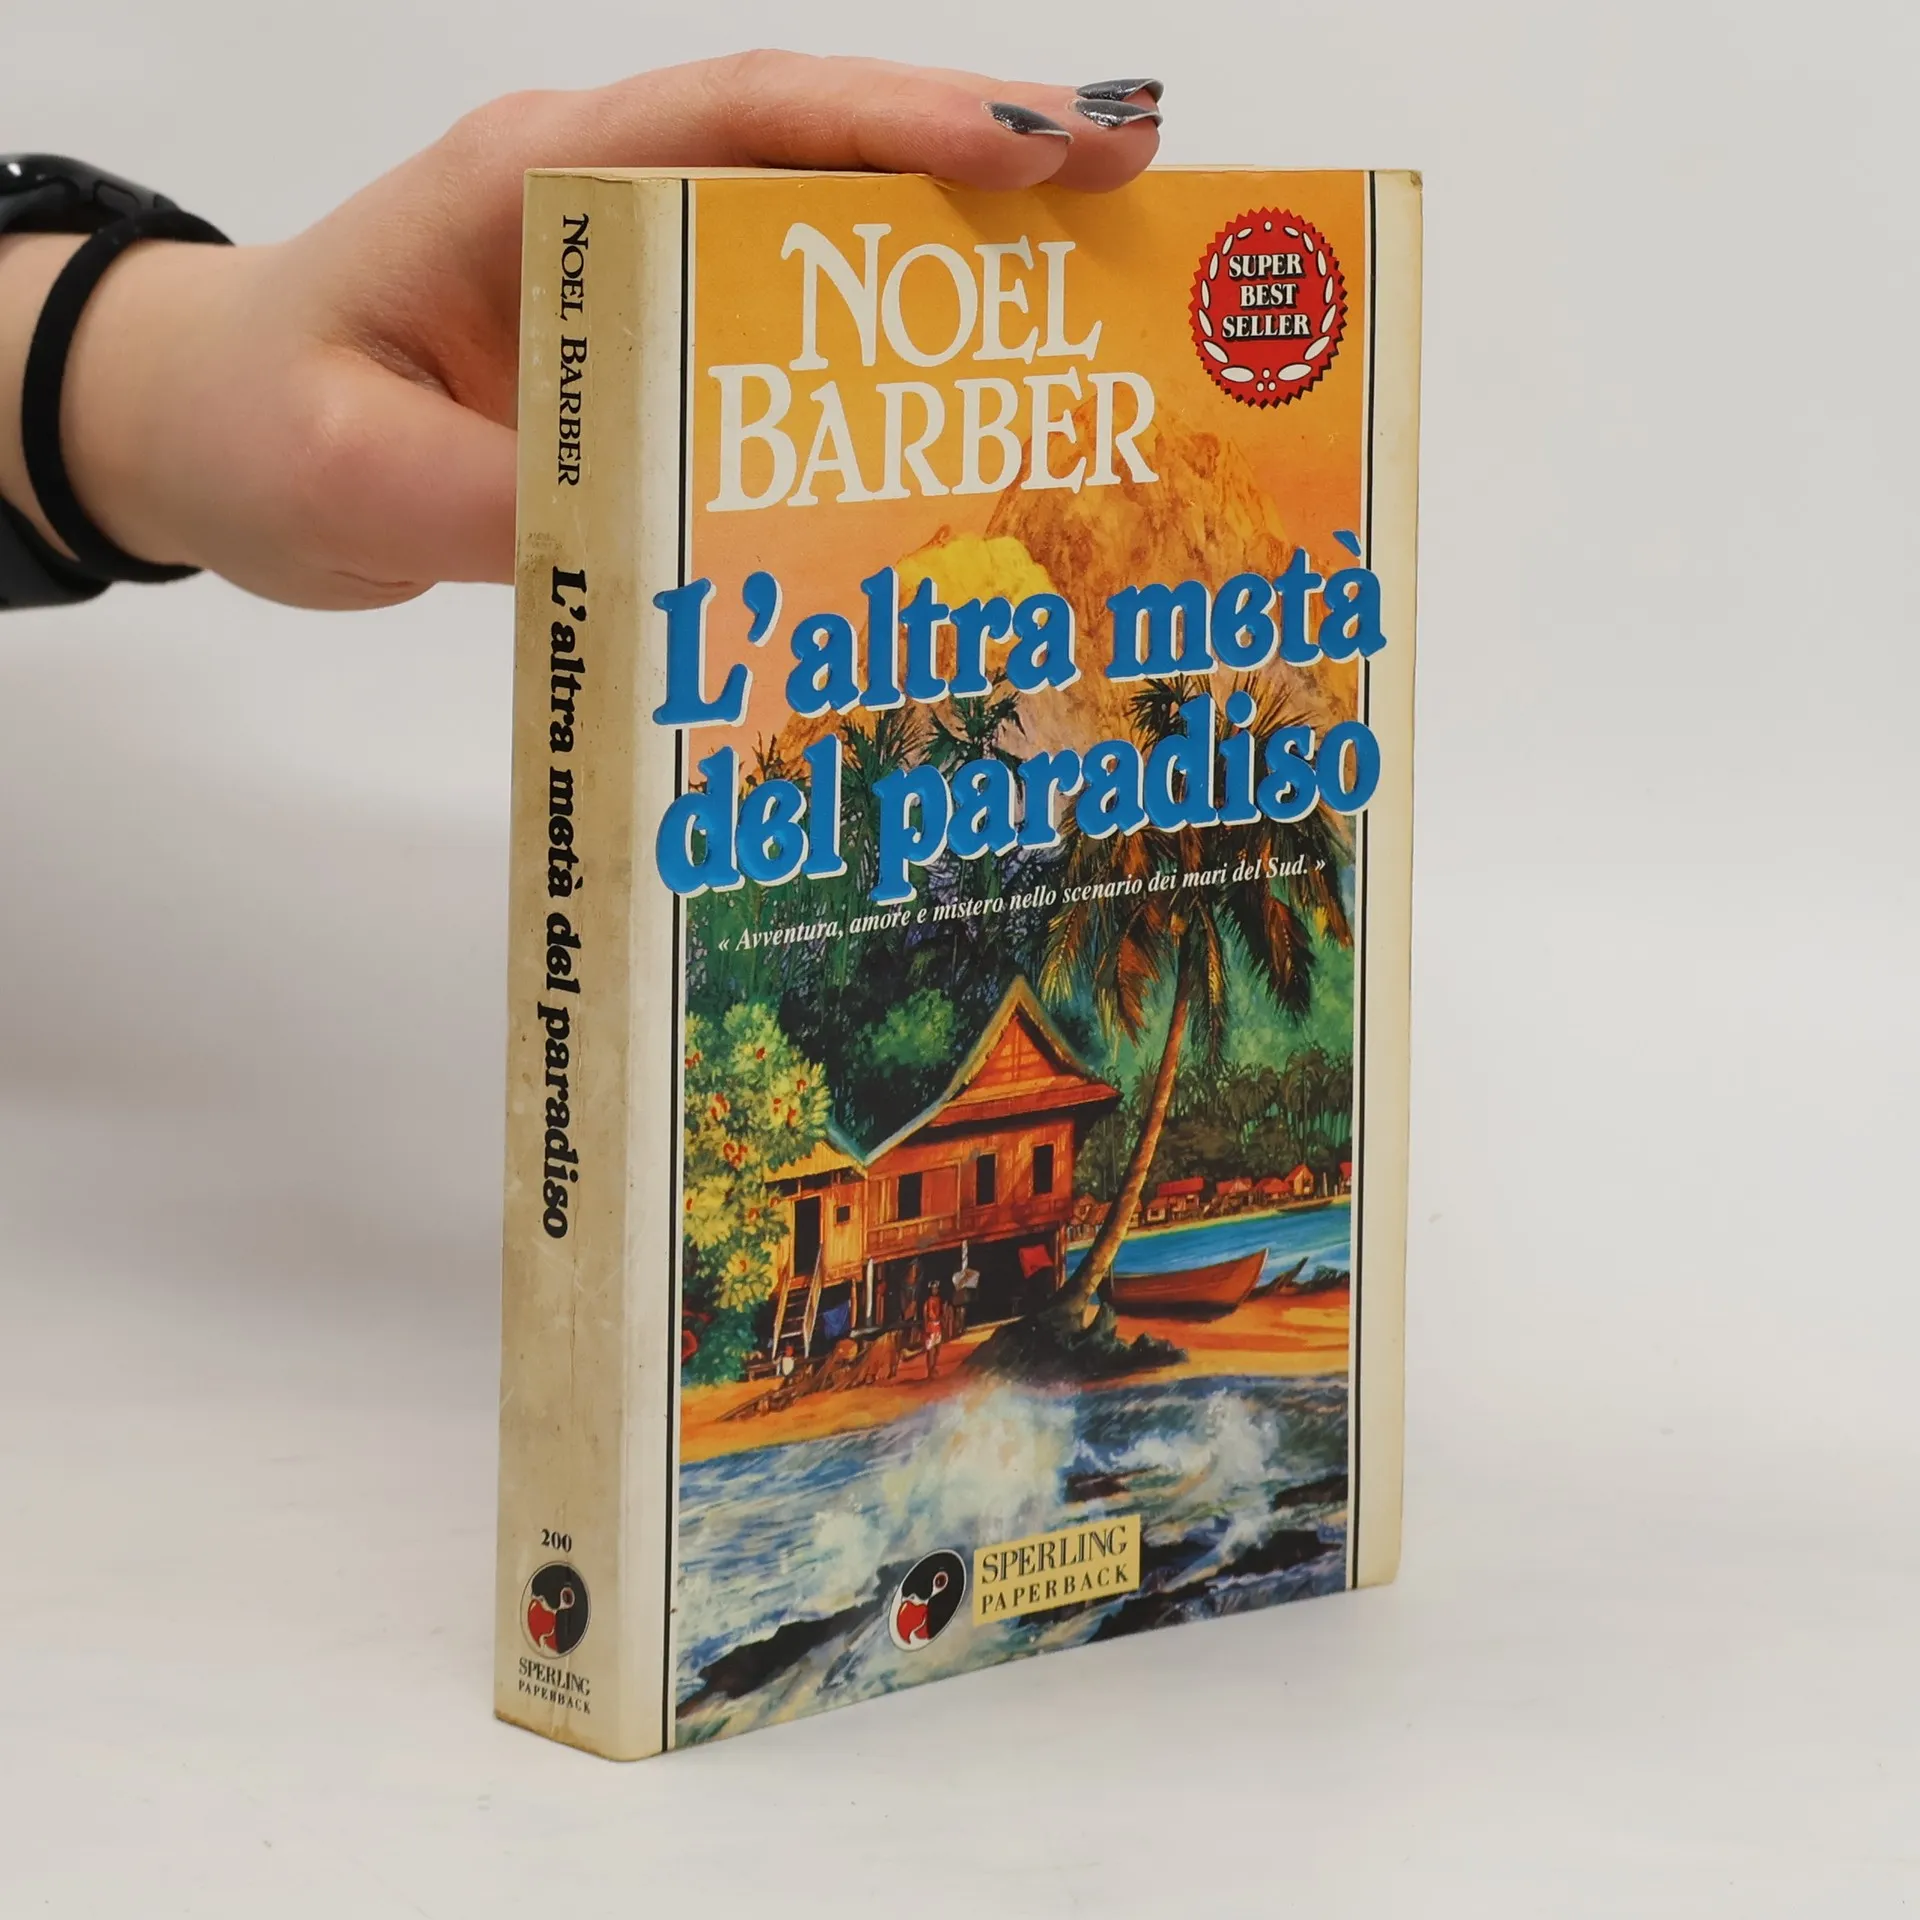 NOEL BARBER
L'altra metà del paradiso
200
SPERLING
PAPERBACK
NOEL
BARBER
SUPER
BEST
SELLER
L'altra metà
del paradiso
« Avventura, amore e mistero nello scenario dei mari del Sud. »
SPERLING
PAPERBACK